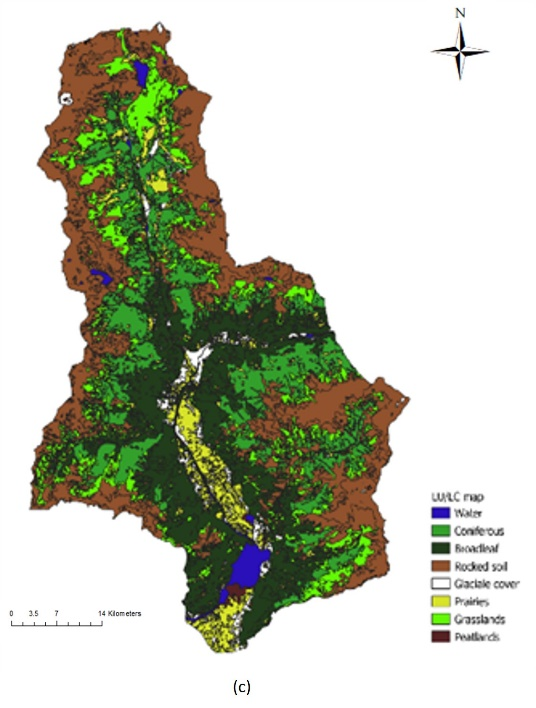 N
LU/LC map
Water
Coniferous
Broadleaf
Rocked soil
Glaciale cover
Prairies
Grasslands
Peatlands
0 3.5 7 14 Kilometers
(c)